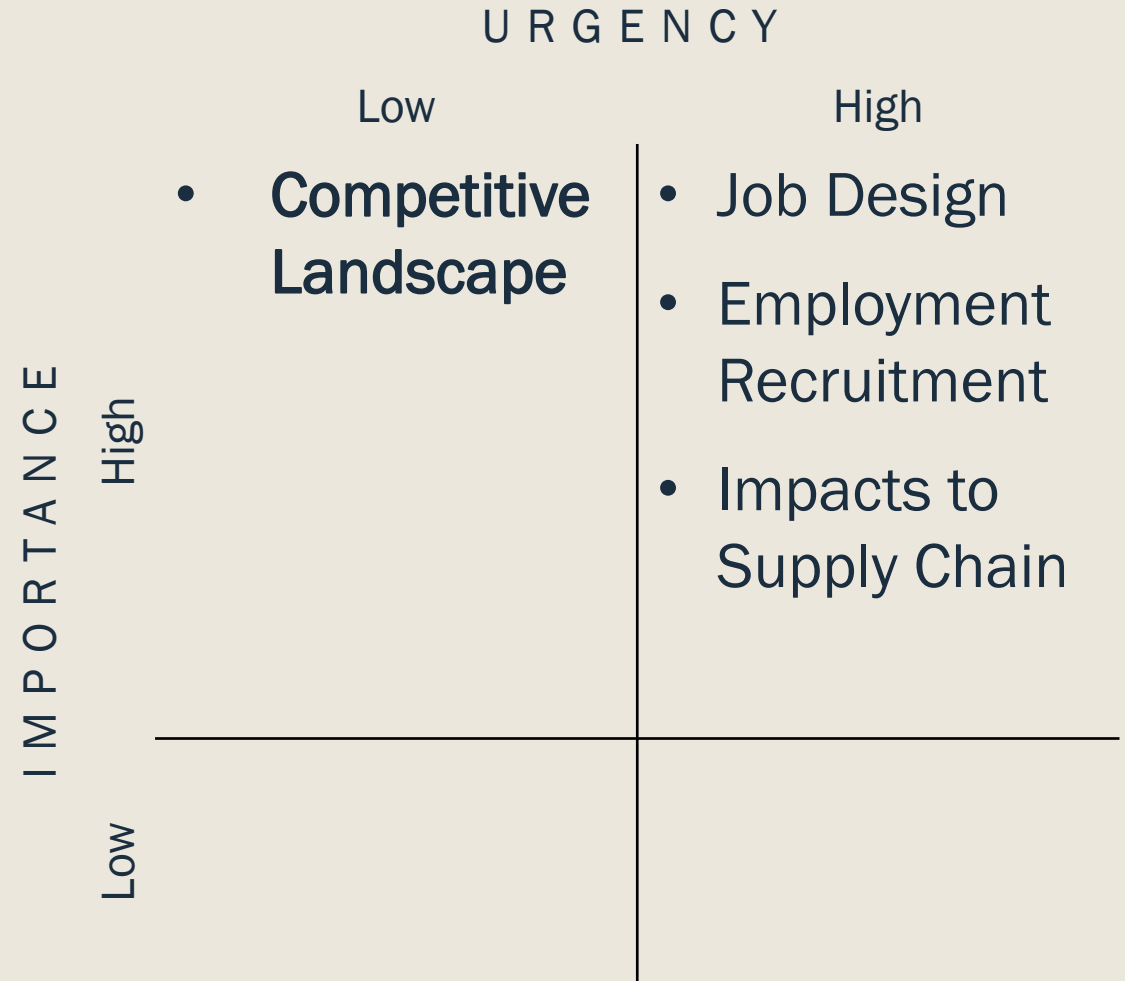 URGENCY
Low
High
• Competitive
Landscape
• Job Design
• Employment
Recruitment
• Impacts to
Supply Chain
IMPORTANCE
High
Low